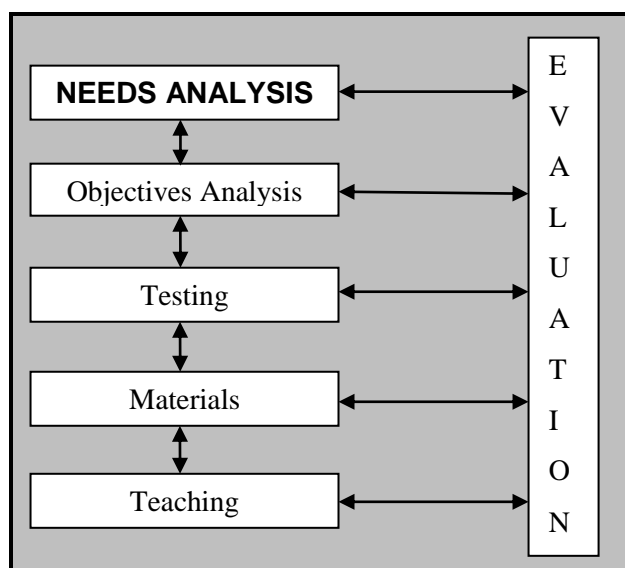 NEEDS ANALYSIS
Objectives Analysis
Testing
Materials
Teaching
E
V
A
L
U
A
T
I
O
N